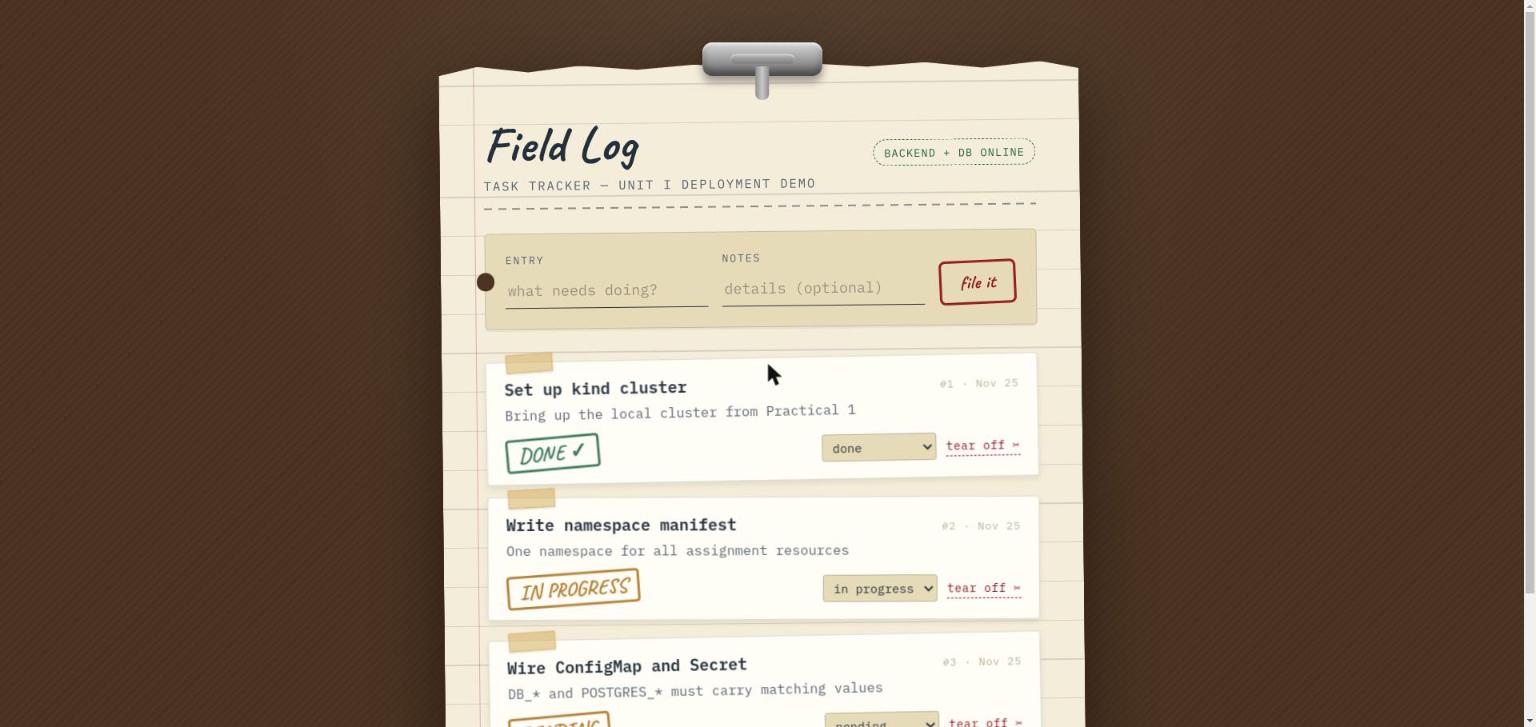 Field Log
BACKEND + DB ONLINE
TASK TRACKER — UNIT I DEPLOYMENT DEMO
ENTRY
NOTES
what needs doing?
details (optional)
file it
Set up kind cluster
#1 · Nov 25
Bring up the local cluster from Practical 1
DONE ✓
done
tear off ✂
Write namespace manifest
#2 · Nov 25
One namespace for all assignment resources
IN PROGRESS
in progress
tear off ✂
Wire ConfigMap and Secret
#3 · Nov 25
DB_* and POSTGRES_* must carry matching values
PENDING
pending
tear off ✂